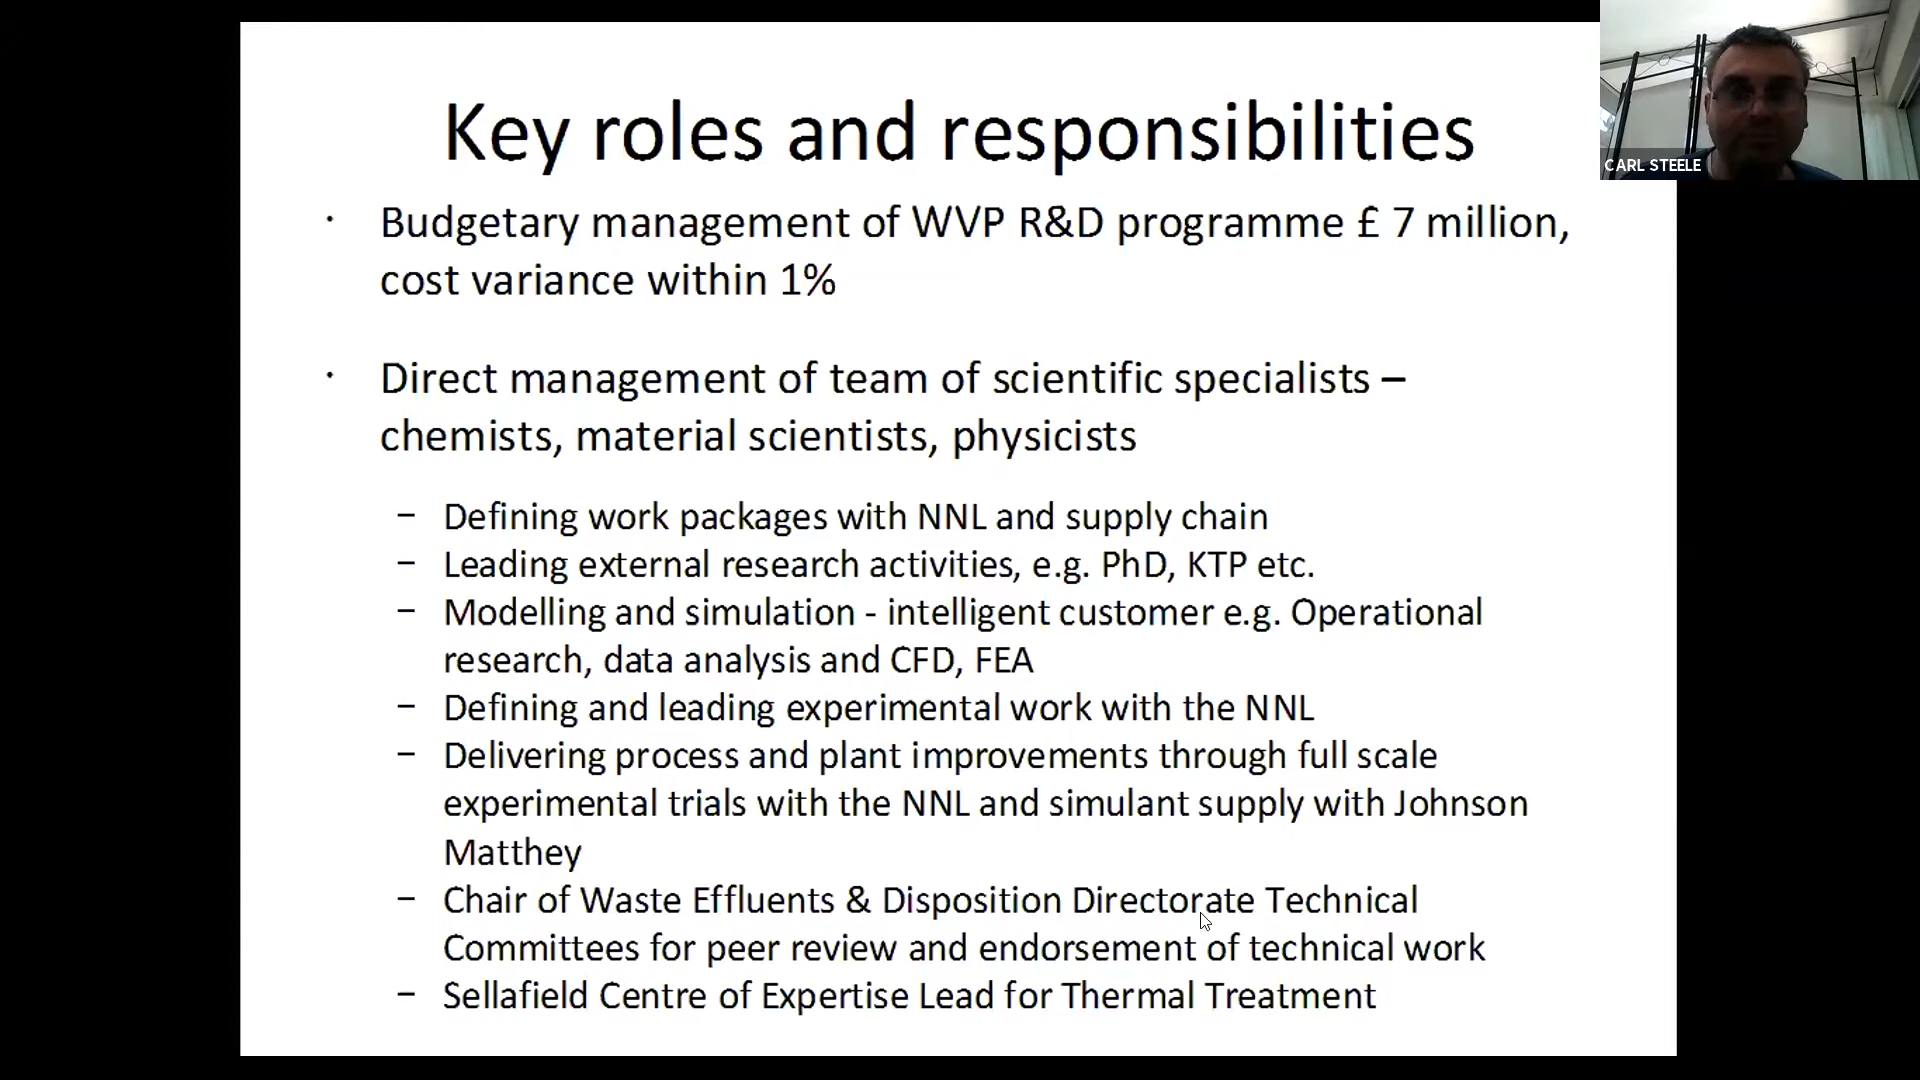 Key roles and responsibilities
CARL STEELE
· Budgetary management of WVP R&D programme £ 7 million,
cost variance within 1%
· Direct management of team of scientific specialists –
chemists, material scientists, physicists
– Defining work packages with NNL and supply chain
– Leading external research activities, e.g. PhD, KTP etc.
– Modelling and simulation - intelligent customer e.g. Operational
research, data analysis and CFD, FEA
– Defining and leading experimental work with the NNL
– Delivering process and plant improvements through full scale
experimental trials with the NNL and simulant supply with Johnson
Matthey
– Chair of Waste Effluents & Disposition Directorate Technical
Committees for peer review and endorsement of technical work
– Sellafield Centre of Expertise Lead for Thermal Treatment